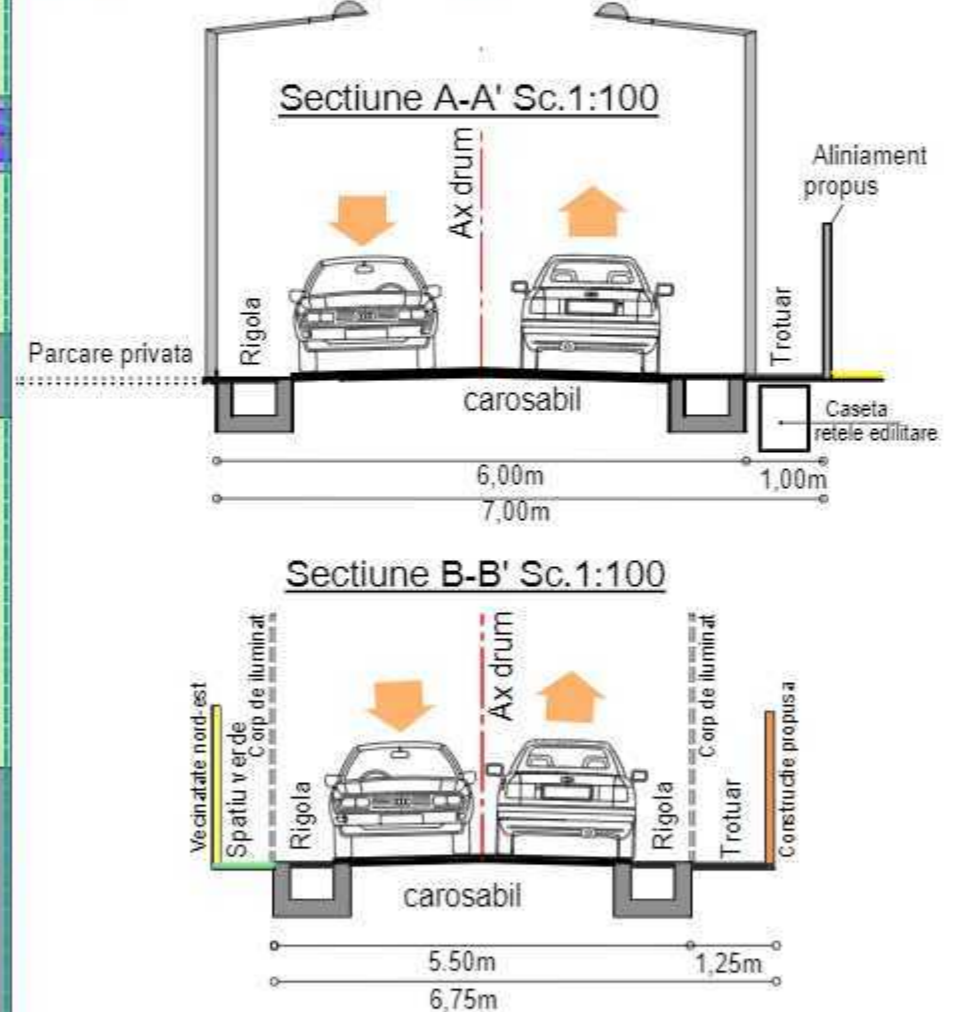 Sectiune A-A' Sc.1:100
Ax drum
Aliniament
propus
Rigola
Trotuar
Parcare privata
carosabil
Caseta
retele edilitare
6,00m
1,00m
7,00m
Sectiune B-B' Sc.1:100
Vecinatate nord-est
Spatiu verde
Corp de iluminat
Rigola
Ax drum
Rigola
Corp de iluminat
Trotuar
Constructie propusa
carosabil
5.50m
1,25m
6,75m